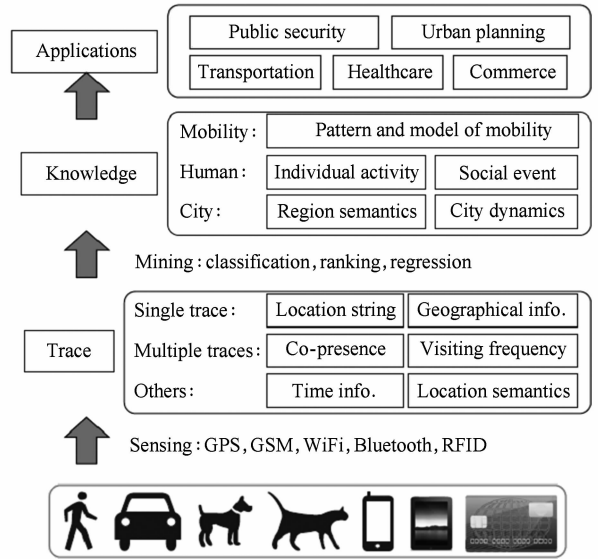 Applications
Public security
Urban planning
Transportation
Healthcare
Commerce
Knowledge
Mobility: Pattern and model of mobility
Human: Individual activity Social event
City: Region semantics City dynamics
Mining: classification, ranking, regression
Trace
Single trace: Location string Geographical info.
Multiple traces: Co-presence Visiting frequency
Others: Time info. Location semantics
Sensing: GPS, GSM, WiFi, Bluetooth, RFID